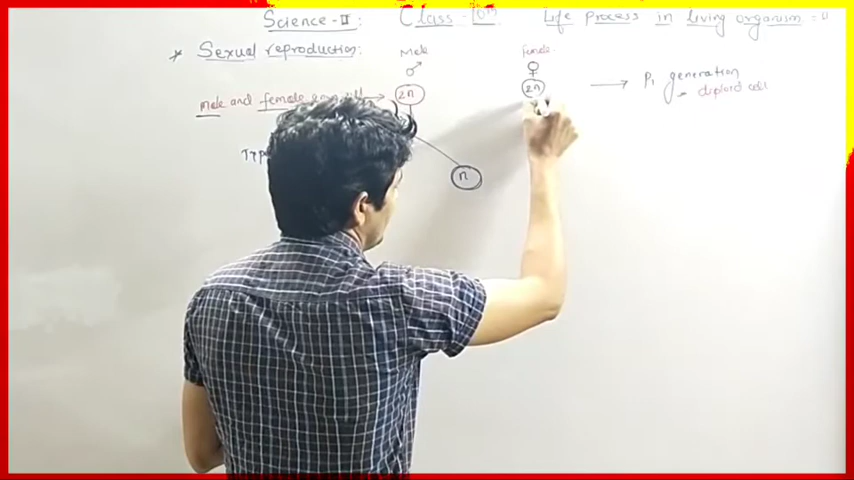 Science-II: Class-10th Life Process in living organism-II
* Sexual reproduction: Male Female
♂ ♀
male and female 2n 2n → P₁ generation
→ diploid cell
n